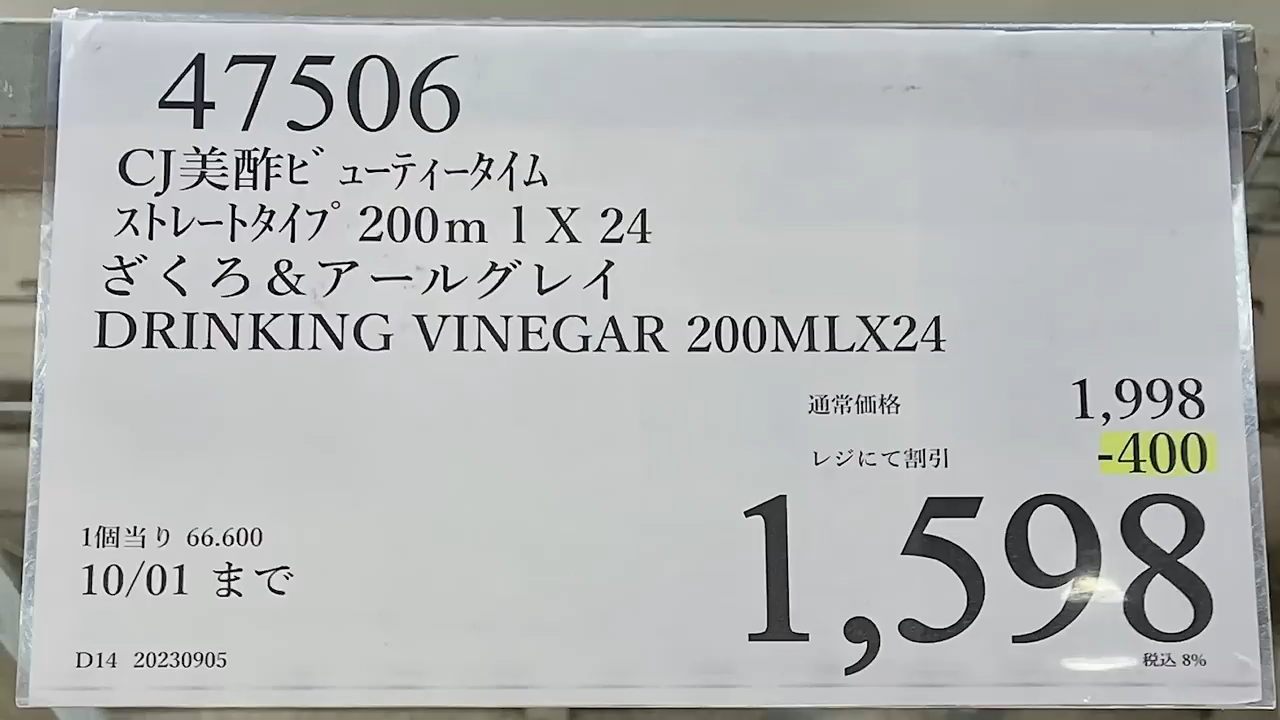 47506
CJ美酢ビューティータイム
ストレートタイプ 200m l X 24
ざくろ&アールグレイ
DRINKING VINEGAR 200MLX24
通常価格 1,998
レジにて割引 -400
1,598
1個当り 66.600
10/01 まで
税込 8%
D14 20230905